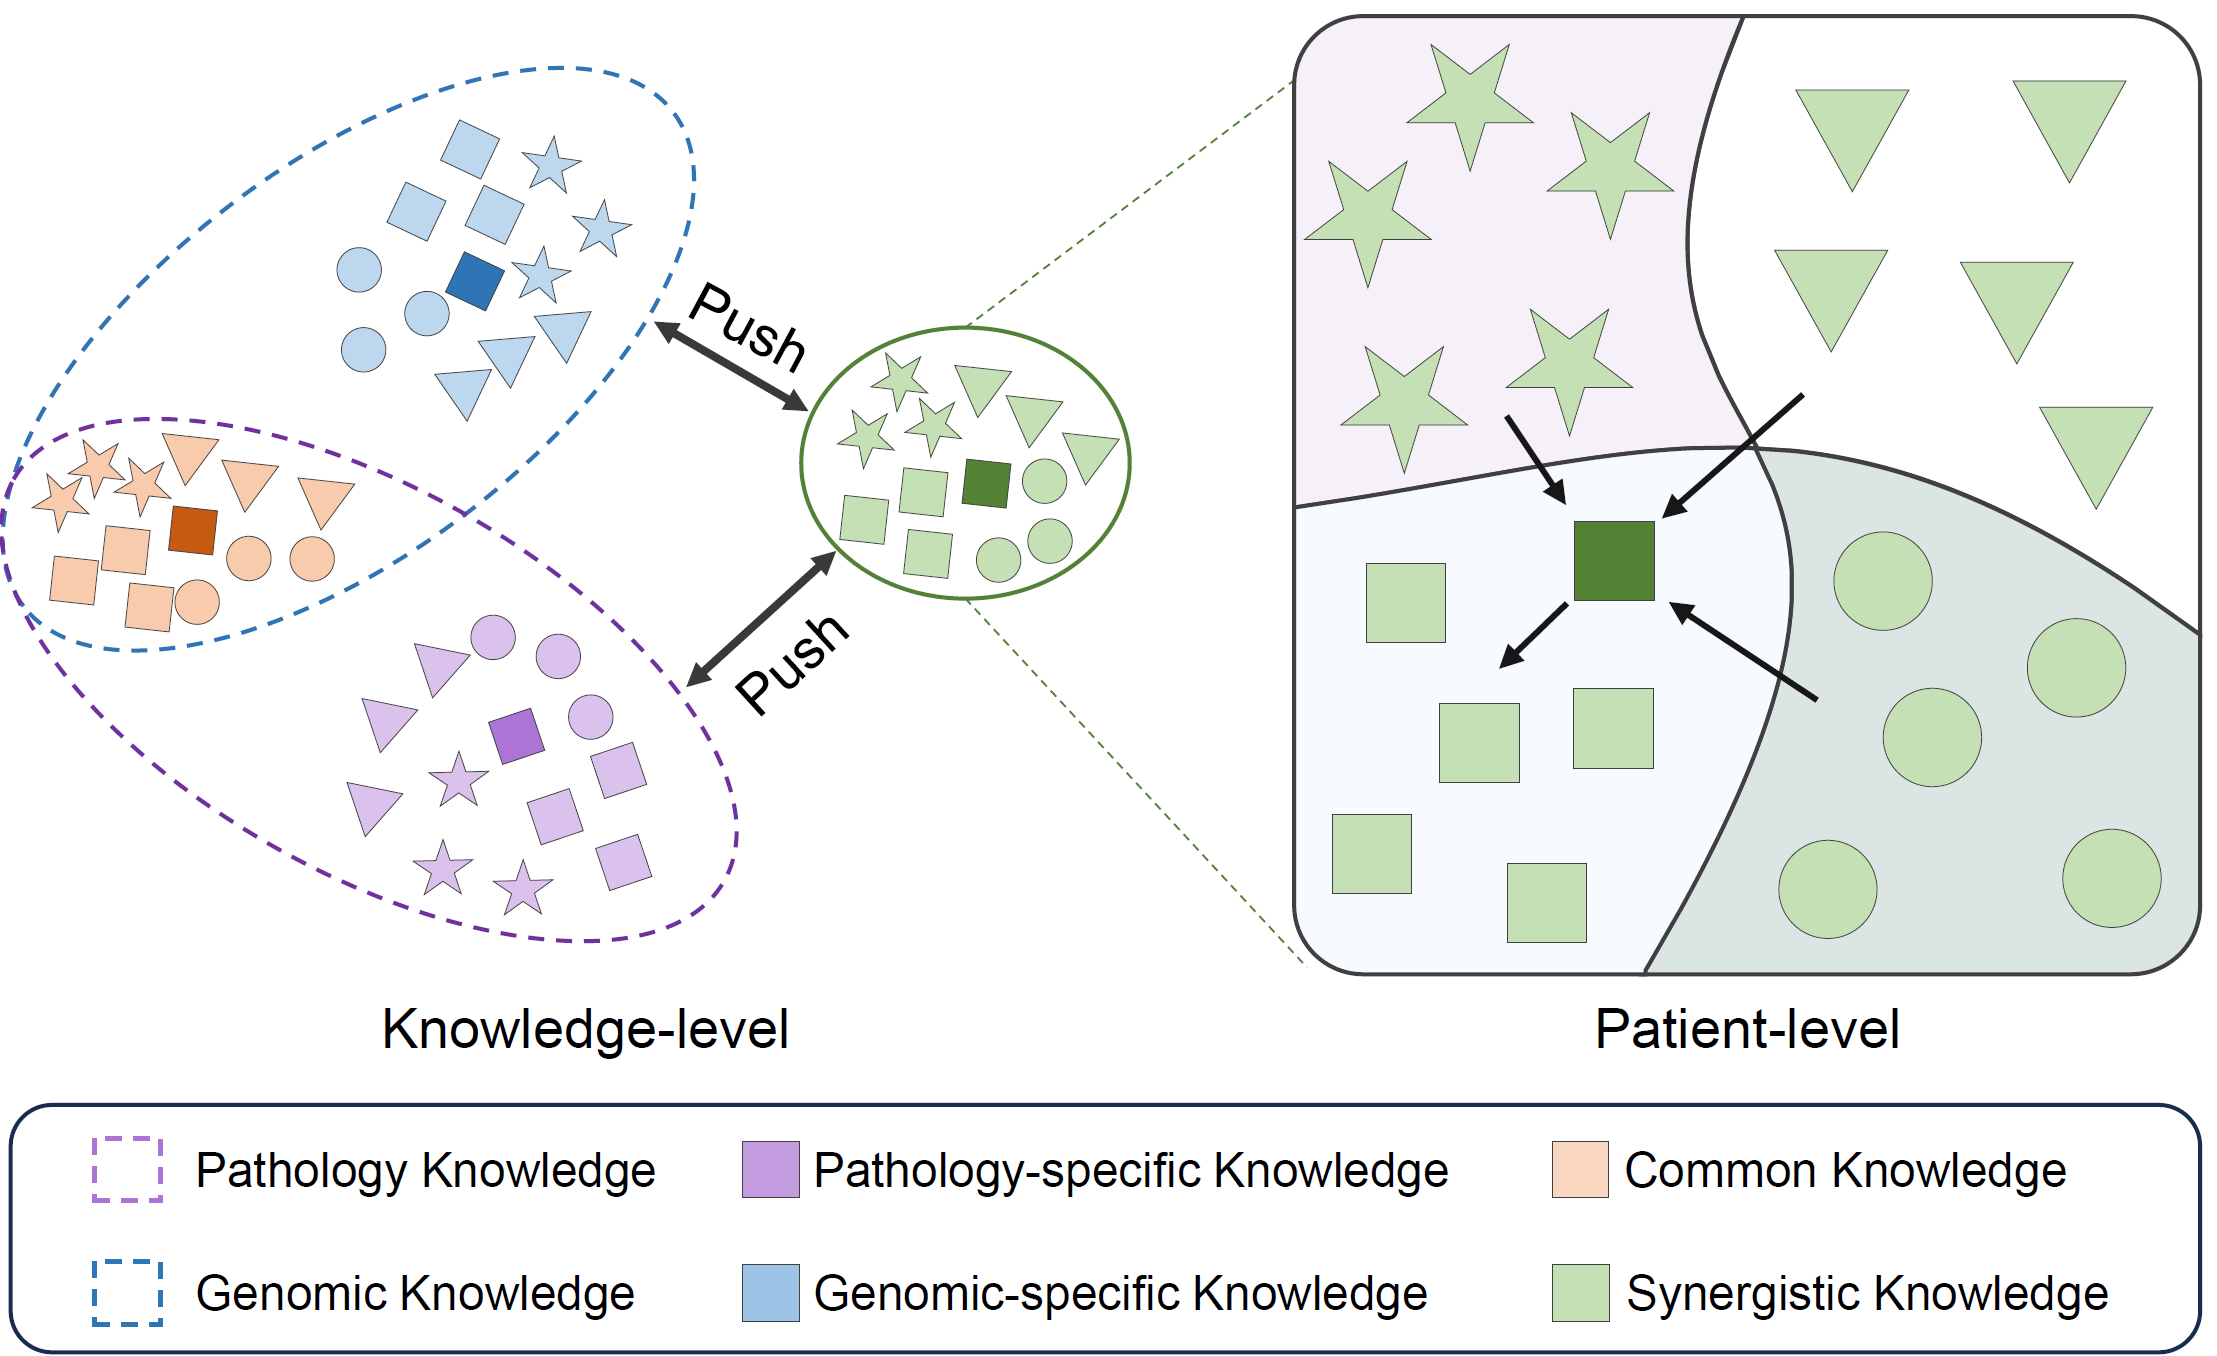 Push
Push
Knowledge-level
Patient-level
Pathology Knowledge
Pathology-specific Knowledge
Common Knowledge
Genomic Knowledge
Genomic-specific Knowledge
Synergistic Knowledge